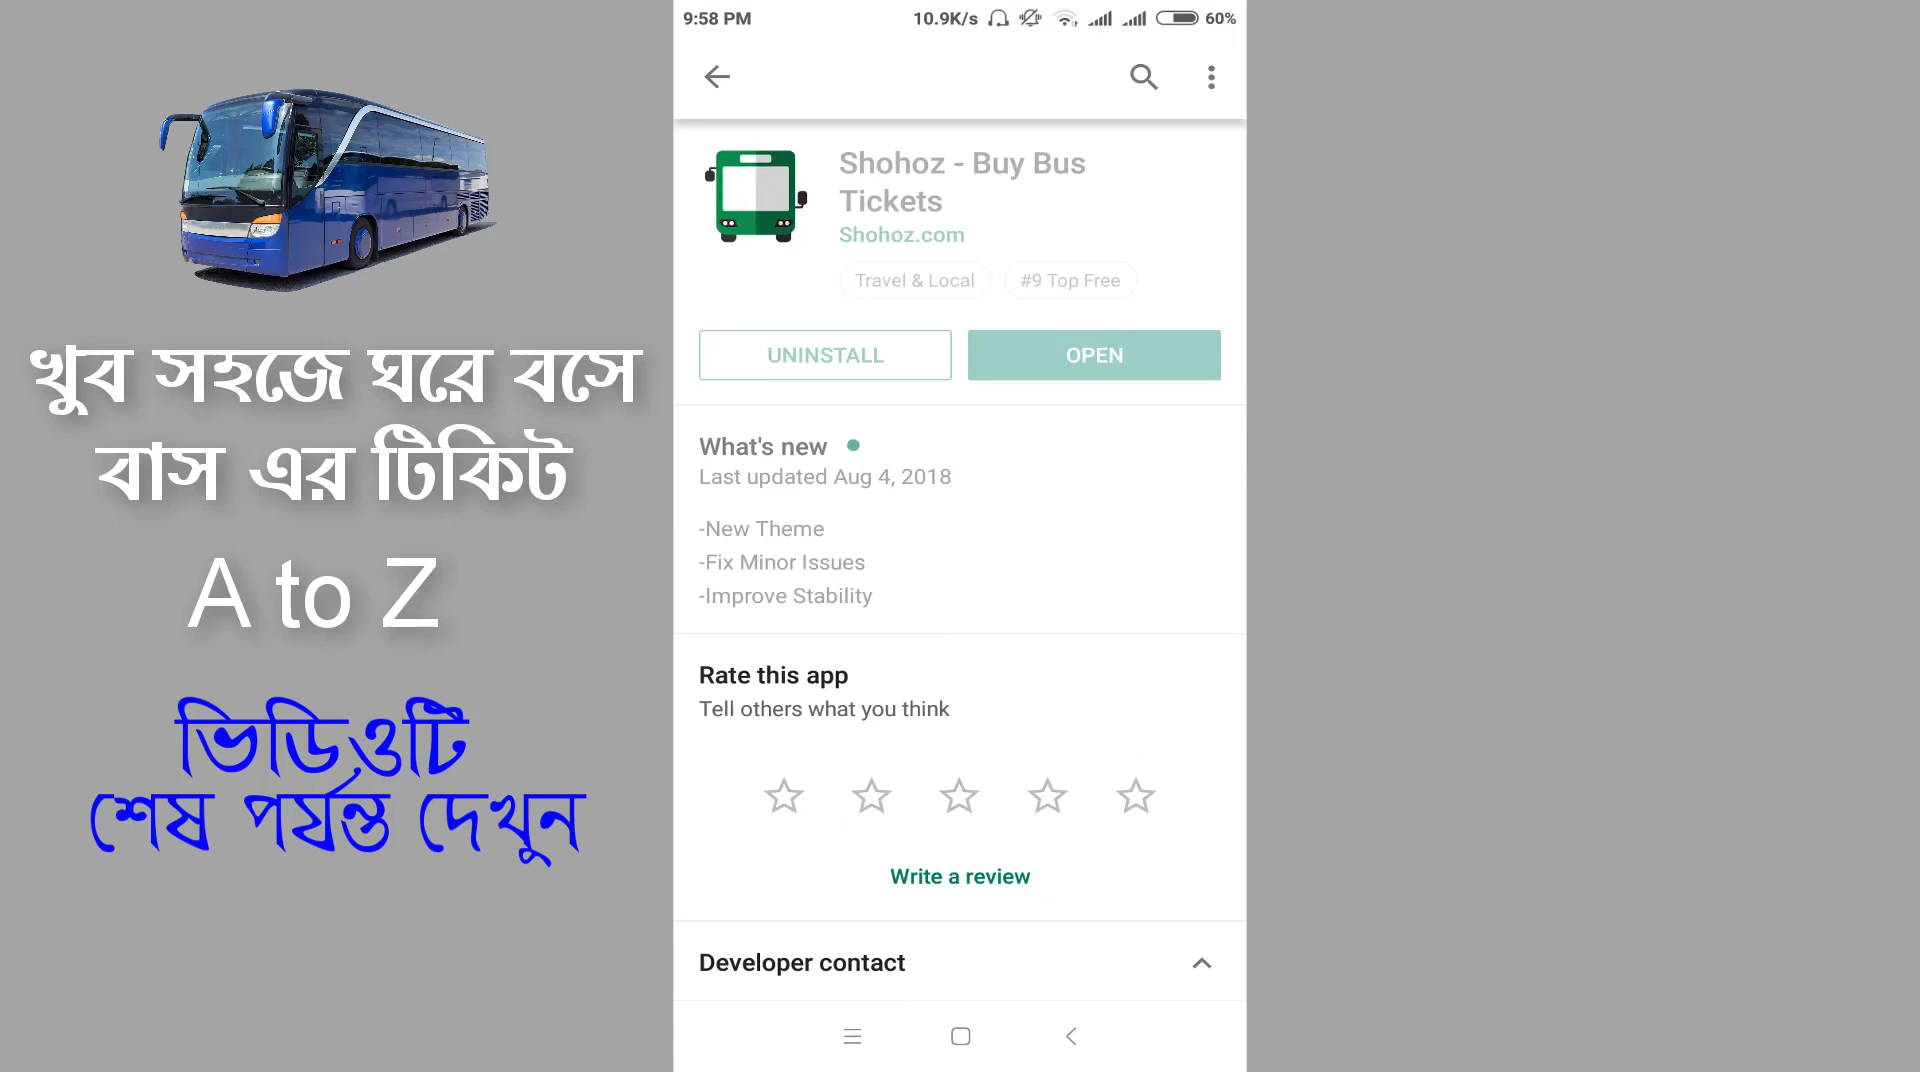 খুব সহজে ঘরে বসে
বাস এর টিকিট
A to Z
ভিডিওটি
শেষ পর্যন্ত দেখুন
9:58 PM
10.9K/s
60%
Shohoz - Buy Bus
Tickets
Shohoz.com
Travel & Local
#9 Top Free
UNINSTALL
OPEN
What's new
Last updated Aug 4, 2018
-New Theme
-Fix Minor Issues
-Improve Stability
Rate this app
Tell others what you think
Write a review
Developer contact